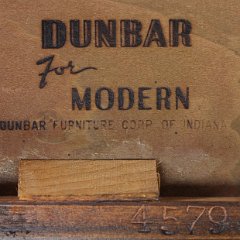 DUNBAR
For
MODERN
DUNBAR FURNITURE CORP. OF INDIANA
4579